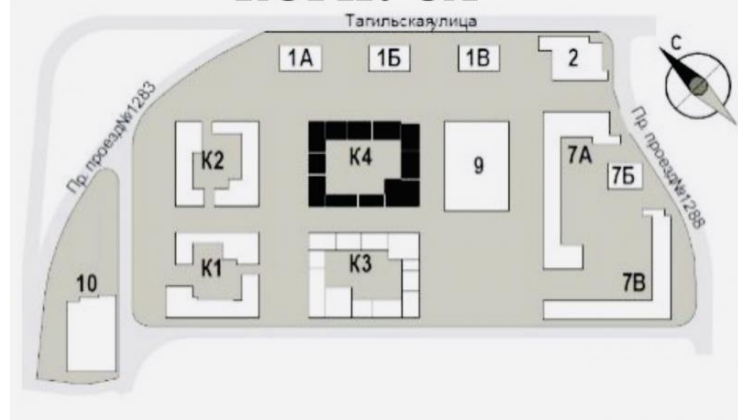 Тагильская улица
С
1А 1Б 1В 2
Пр. проезд№1283
Пр. проезд№1288
К2 К4 9 7А 7Б
К1 К3 7В
10